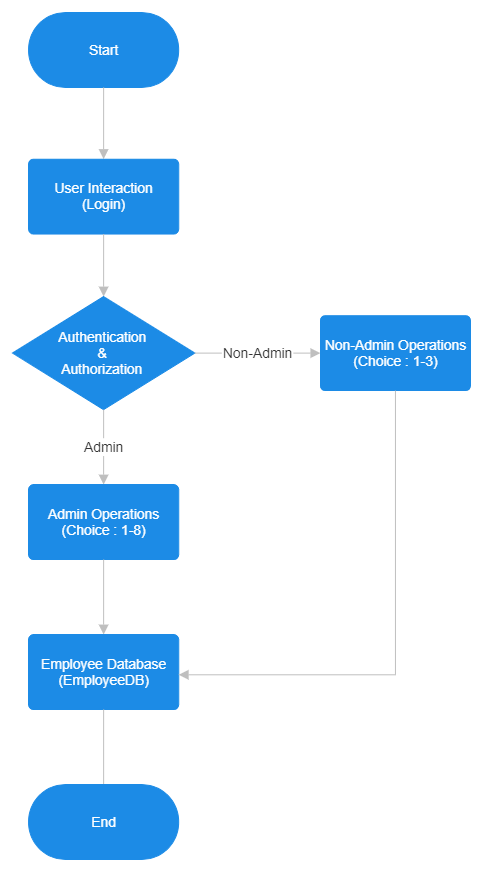 Start
User Interaction
(Login)
Authentication
&
Authorization
Non-Admin
Non-Admin Operations
(Choice : 1-3)
Admin
Admin Operations
(Choice : 1-8)
Employee Database
(EmployeeDB)
End